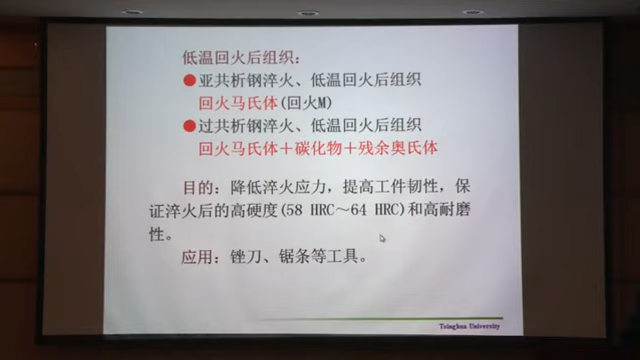 低温回火后组织：
●亚共析钢淬火、低温回火后组织
回火马氏体(回火M)
●过共析钢淬火、低温回火后组织
回火马氏体＋碳化物＋残余奥氏体
目的：降低淬火应力，提高工件韧性，保
证淬火后的高硬度(58 HRC～64 HRC)和高耐磨
性。
应用：锉刀、锯条等工具。
Tsinghua University